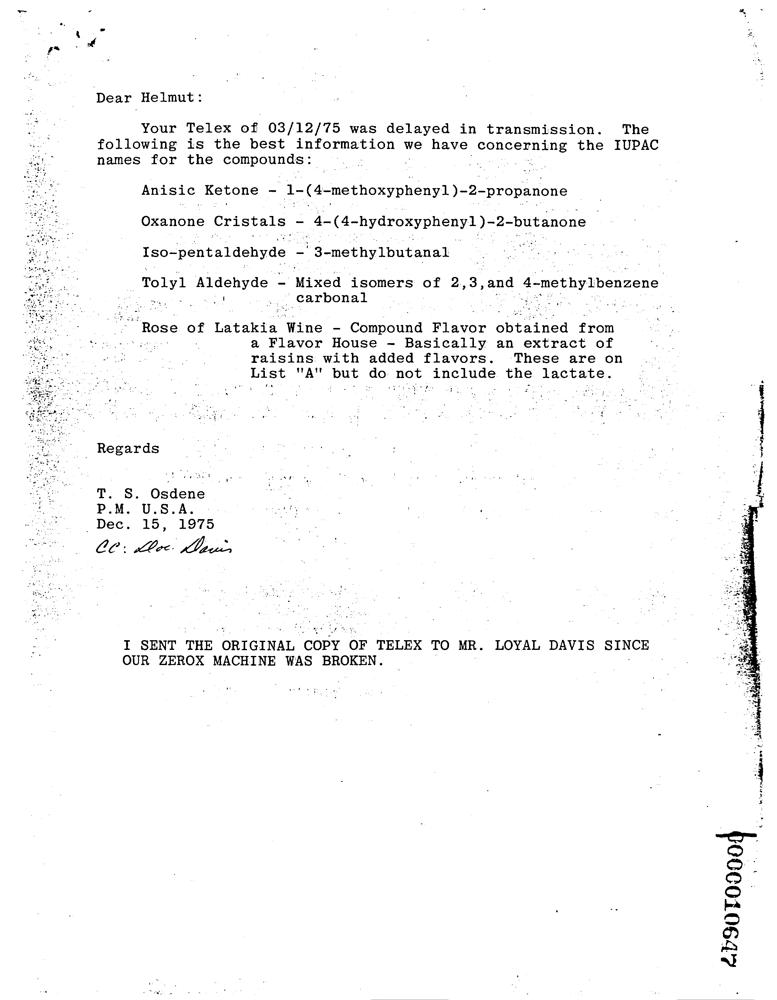 Dear Helmut:
Your Telex of 03/12/75 was delayed in transmission. The
following is the best information we have concerning the IUPAC
names for the compounds:
Anisic Ketone - 1-(4-methoxyphenyl)-2-propanone
Oxanone Cristals - 4-(4-hydroxyphenyl)-2-butanone
Iso-pentaldehyde - 3-methylbutanal
Tolyl Aldehyde - Mixed isomers of 2,3,and 4-methylbenzene
carbonal
Rose of Latakia Wine - Compound Flavor obtained from
a Flavor House - Basically an extract of
raisins with added flavors. These are on
List "A" but do not include the lactate.
Regards
T. S. Osdene
P.M. U.S.A.
Dec. 15, 1975
CC: Doc. Davis
I SENT THE ORIGINAL COPY OF TELEX TO MR. LOYAL DAVIS SINCE
OUR ZEROX MACHINE WAS BROKEN.
0000010647